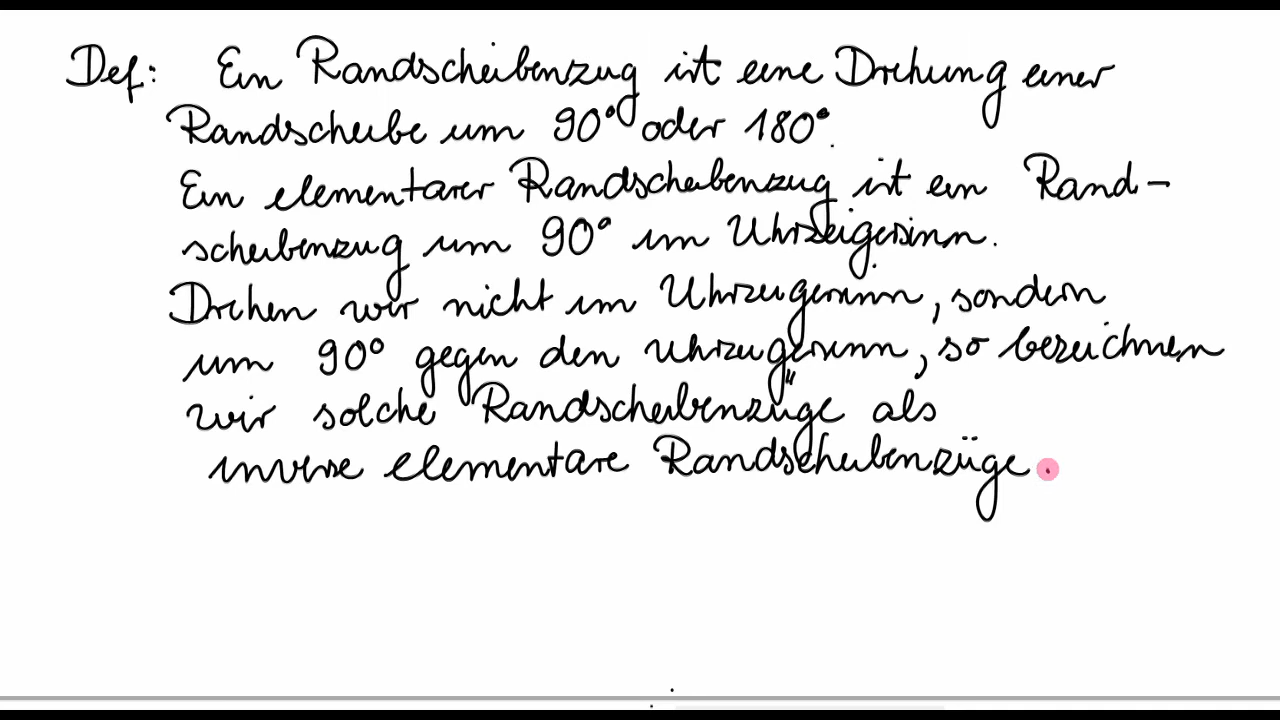 Def: Ein Randscheibenzug ist eine Drehung einer
Randscheibe um 90° oder 180°.
Ein elementarer Randscheibenzug ist ein Rand-
scheibenzug um 90° im Uhrzeigersinn.
Drehen wir nicht im Uhrzeigersinn, sondern
um 90° gegen den Uhrzeigersinn, so bezeichnen
wir solche Randscheibenzüge als
inverse elementare Randscheibenzüge.